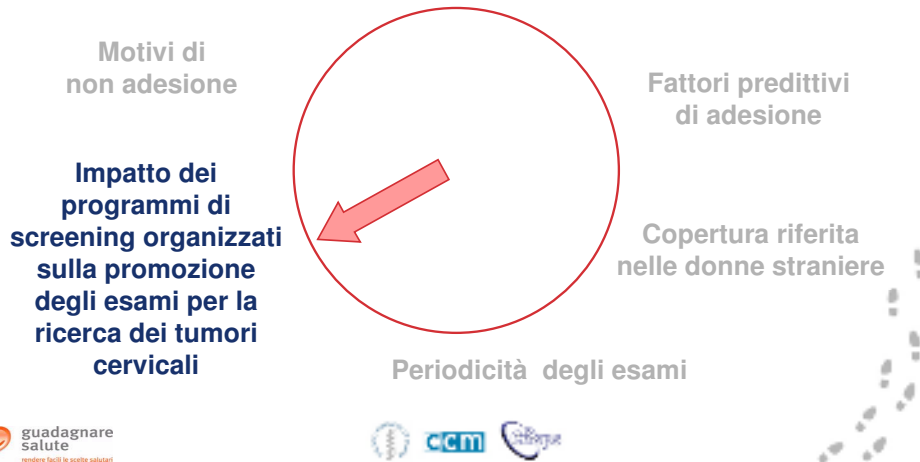 Motivi di
non adesione
Fattori predittivi
di adesione
Impatto dei
programmi di
screening organizzati
sulla promozione
degli esami per la
ricerca dei tumori
cervicali
Copertura riferita
nelle donne straniere
Periodicità degli esami
guadagnare
salute
rendere facili le scelte salutari
ccm